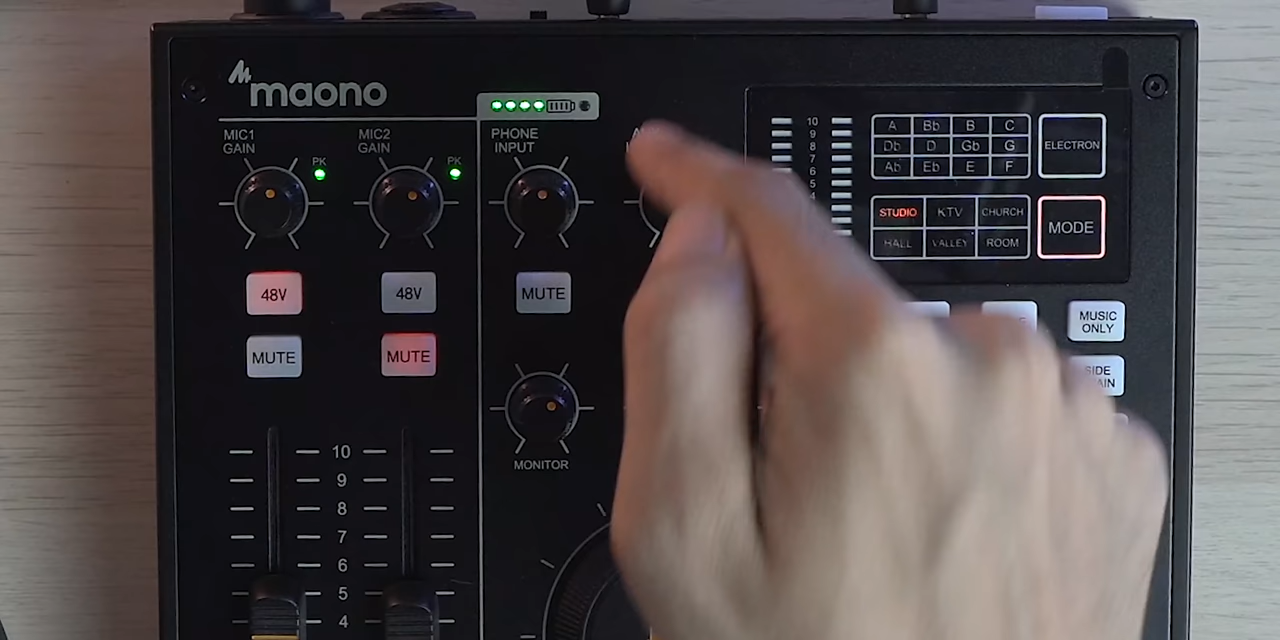 maono
MIC1
GAIN
MIC2
GAIN
PHONE
INPUT
PK
PK
10
9
8
7
6
5
A Bb B C
Db D Gb G
Ab Eb E F
ELECTRON
STUDIO KTV CHURCH
HALL VALLEY ROOM
MODE
48V
48V
MUTE
MUTE
MUTE
MUSIC
ONLY
MONITOR
10
9
8
7
6
5
4